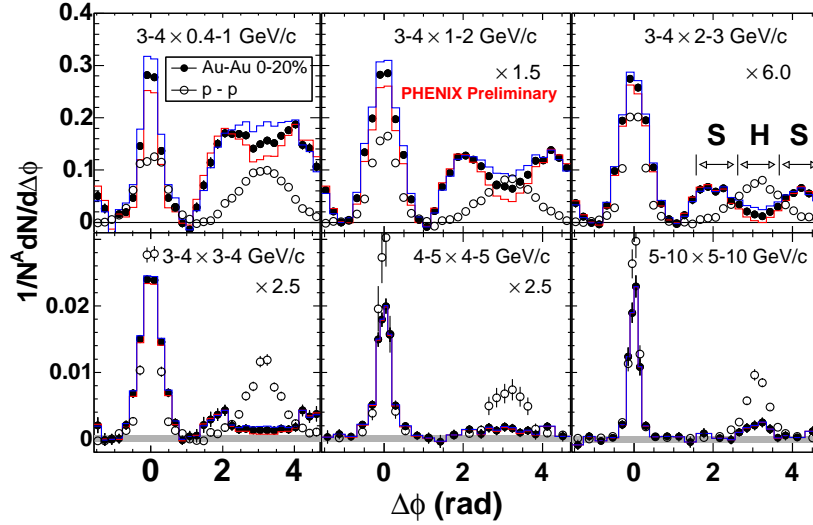 3-4 × 0.4-1 GeV/c
3-4 × 1-2 GeV/c
3-4 × 2-3 GeV/c
Au-Au 0-20%
p - p
× 1.5
PHENIX Preliminary
× 6.0
S H S
0.4
0.3
0.2
0.1
0
1/N^A dN/dΔϕ
3-4 × 3-4 GeV/c
× 2.5
4-5 × 4-5 GeV/c
× 2.5
5-10 × 5-10 GeV/c
0.02
0.01
0
0 2 4 0 2 4 0 2 4
Δϕ (rad) Δϕ (rad)